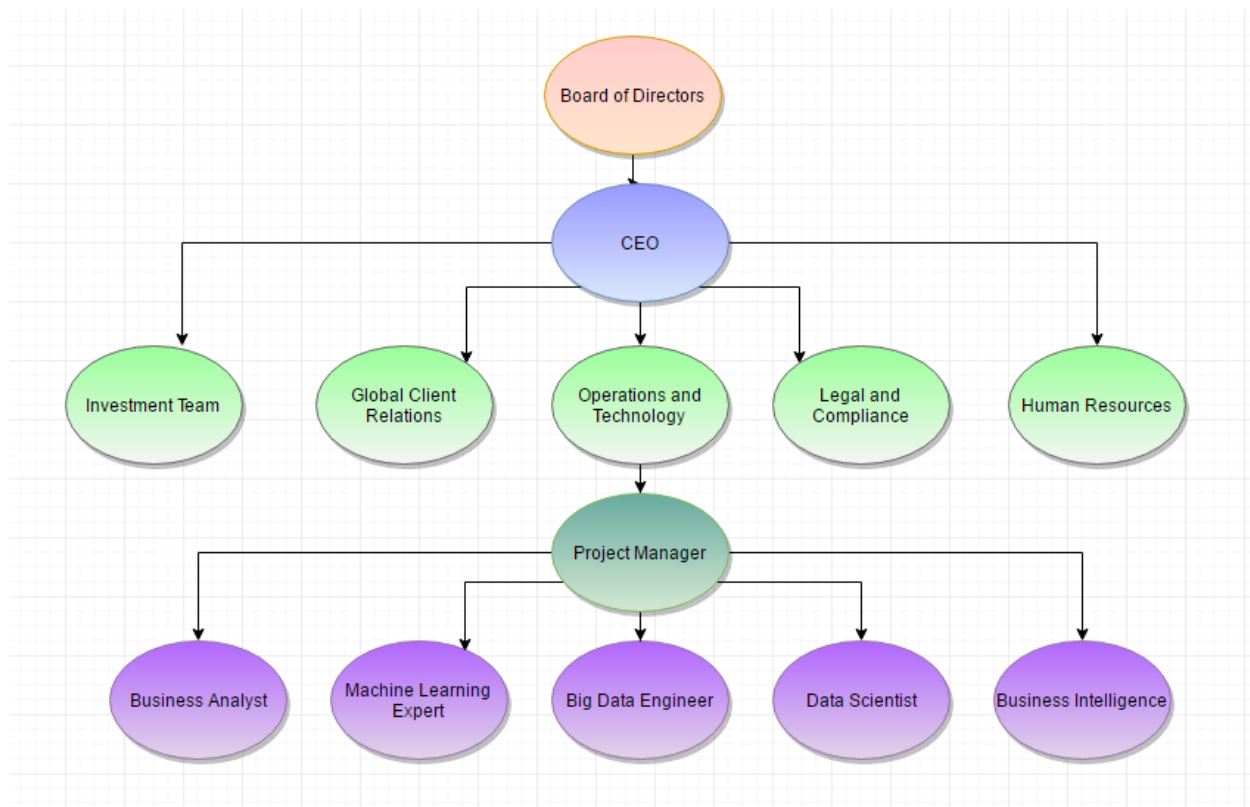 Board of Directors
CEO
Investment Team
Global Client
Relations
Operations and
Technology
Legal and
Compliance
Human Resources
Project Manager
Business Analyst
Machine Learning
Expert
Big Data Engineer
Data Scientist
Business Intelligence